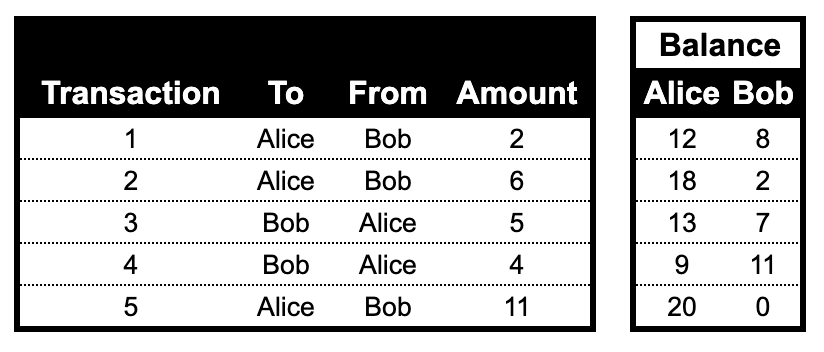 Balance
Transaction To From Amount Alice Bob
1 Alice Bob 2 12 8
2 Alice Bob 6 18 2
3 Bob Alice 5 13 7
4 Bob Alice 4 9 11
5 Alice Bob 11 20 0